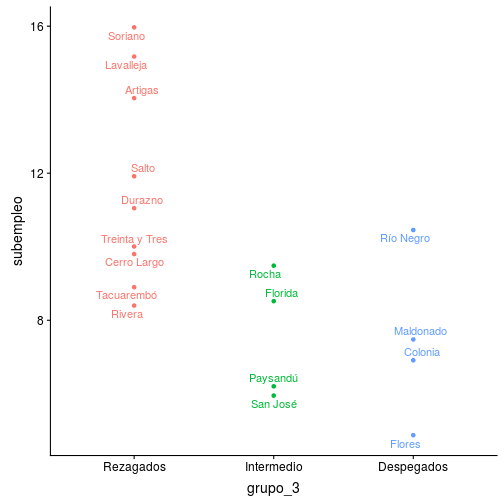 16
Soriano
Lavalleja
Artigas
12
Salto
Durazno
Río Negro
Treinta y Tres
Cerro Largo
Rocha
Tacuarembó
Florida
Rivera
8
Maldonado
Colonia
Paysandú
San José
Flores
subempleo
Rezagados Intermedio Despegados
grupo_3